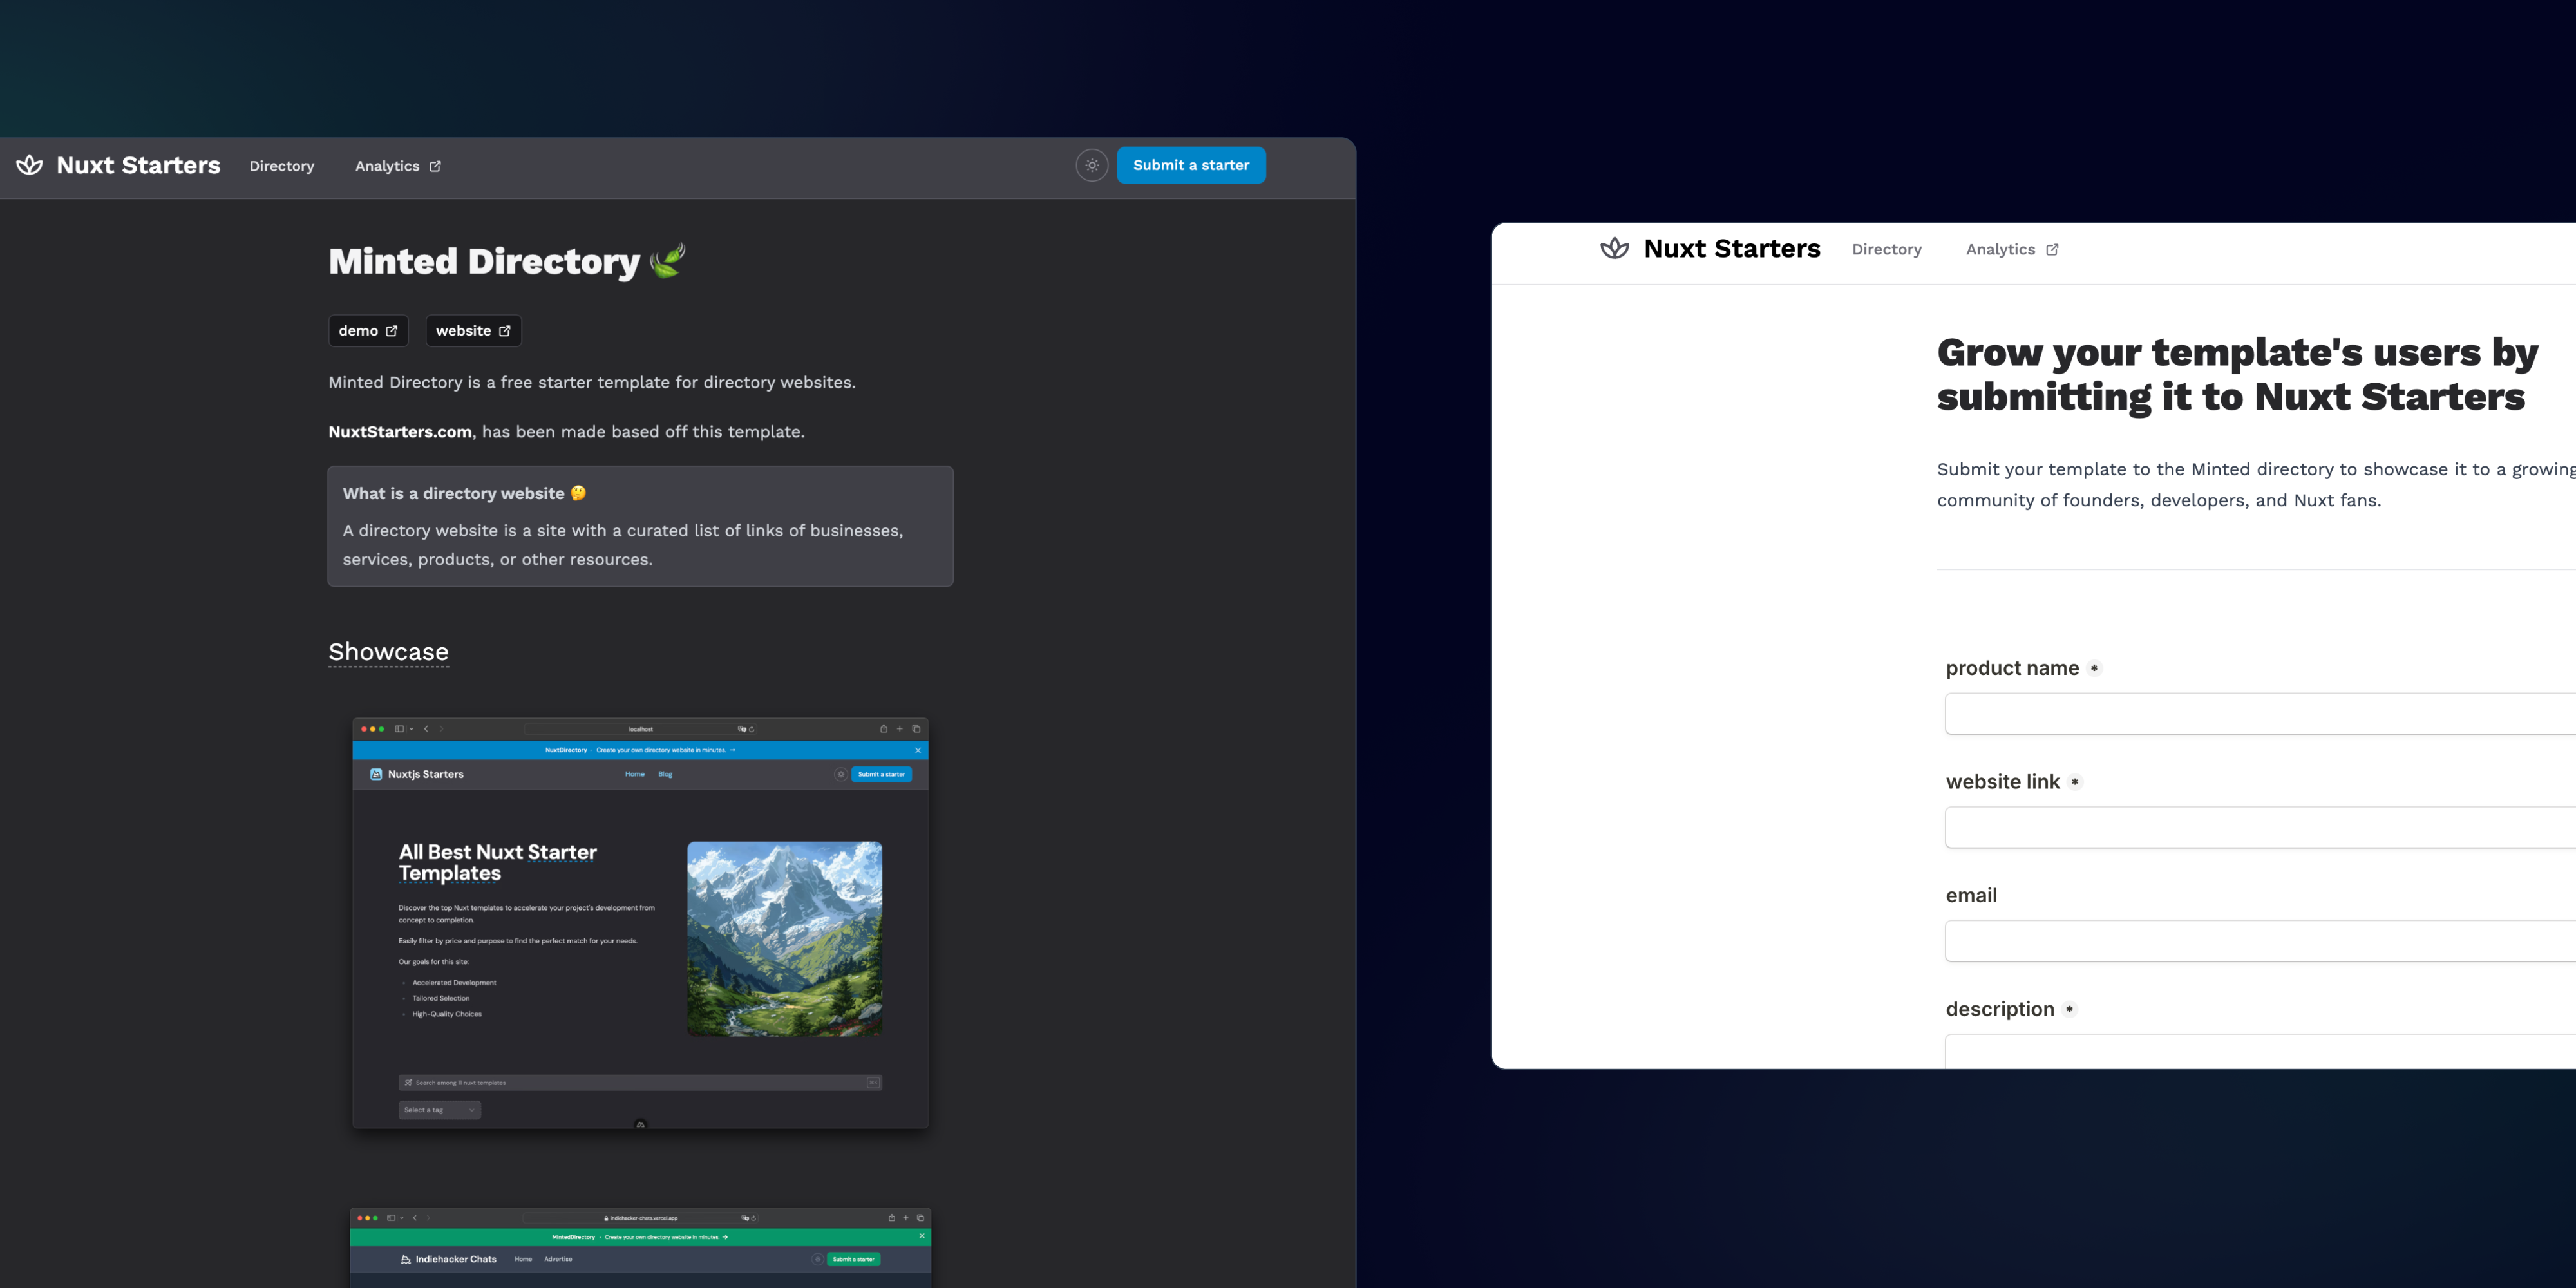 Nuxt Starters
Directory
Analytics
Submit a starter
Minted Directory
demo
website
Minted Directory is a free starter template for directory websites.
NuxtStarters.com, has been made based off this template.
What is a directory website
A directory website is a site with a curated list of links of businesses,
services, products, or other resources.
Showcase
localhost
NuxtDirectory - Create your own directory website in minutes. →
Nuxtjs Starters
Home
Blog
Submit a starter
All Best Nuxt Starter
Templates
Discover the top Nuxt templates to accelerate your project's development from
concept to completion.
Easily filter by price and purpose to find the perfect match for your needs.
Our goals for this site:
Accelerated Development
Tailored Selection
High-Quality Choices
Search among 11 nuxt templates
Select a tag
indiehacker-chats.vercel.app
MintedDirectory - Create your own directory website in minutes. →
Indiehacker Chats
Home
Advertise
Submit a starter
Nuxt Starters
Directory
Analytics
Grow your template's users by
submitting it to Nuxt Starters
Submit your template to the Minted directory to showcase it to a growing
community of founders, developers, and Nuxt fans.
product name *
website link *
email
description *